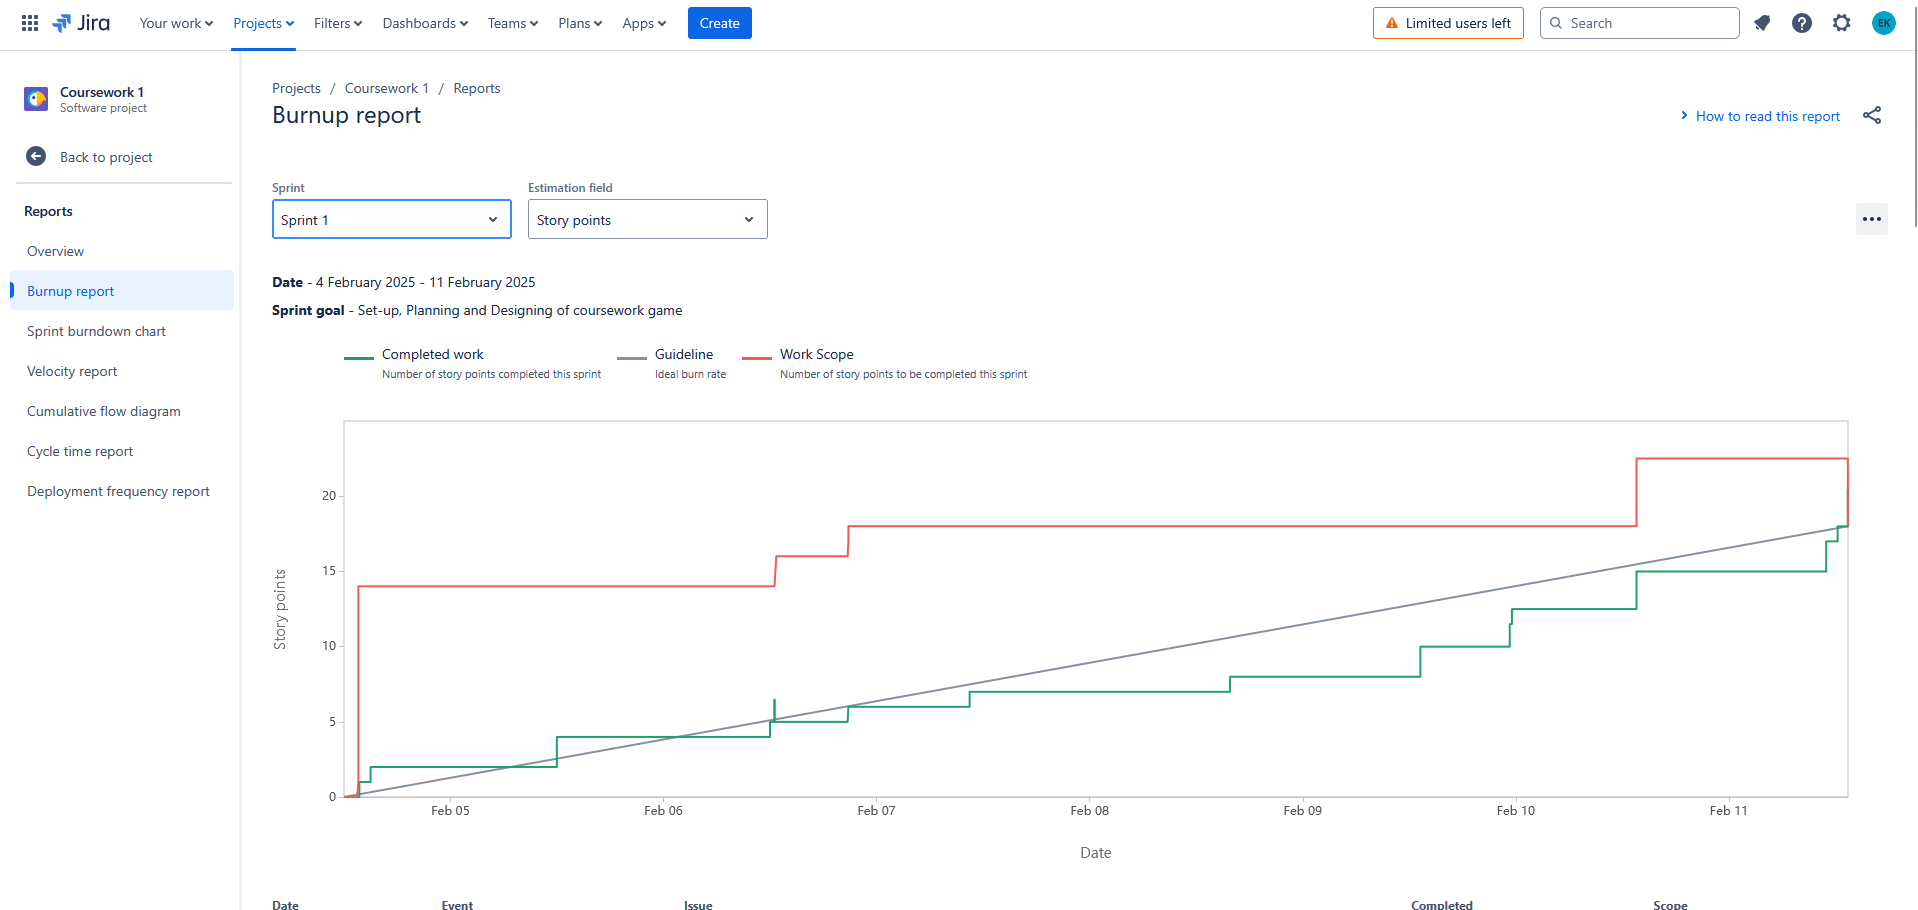 Jira Your work Projects Filters Dashboards Teams Plans Apps Create Limited users left Search EK
Coursework 1
Software project
Back to project
Reports
Overview
Burnup report
Sprint burndown chart
Velocity report
Cumulative flow diagram
Cycle time report
Deployment frequency report
Projects / Coursework 1 / Reports
Burnup report
How to read this report
Sprint Estimation field
Sprint 1 Story points
Date - 4 February 2025 - 11 February 2025
Sprint goal - Set-up, Planning and Designing of coursework game
Completed work Guideline Work Scope
Number of story points completed this sprint Ideal burn rate Number of story points to be completed this sprint
Story points
20
15
10
5
0
Feb 05 Feb 06 Feb 07 Feb 08 Feb 09 Feb 10 Feb 11
Date
Date Event Issue Completed Scope